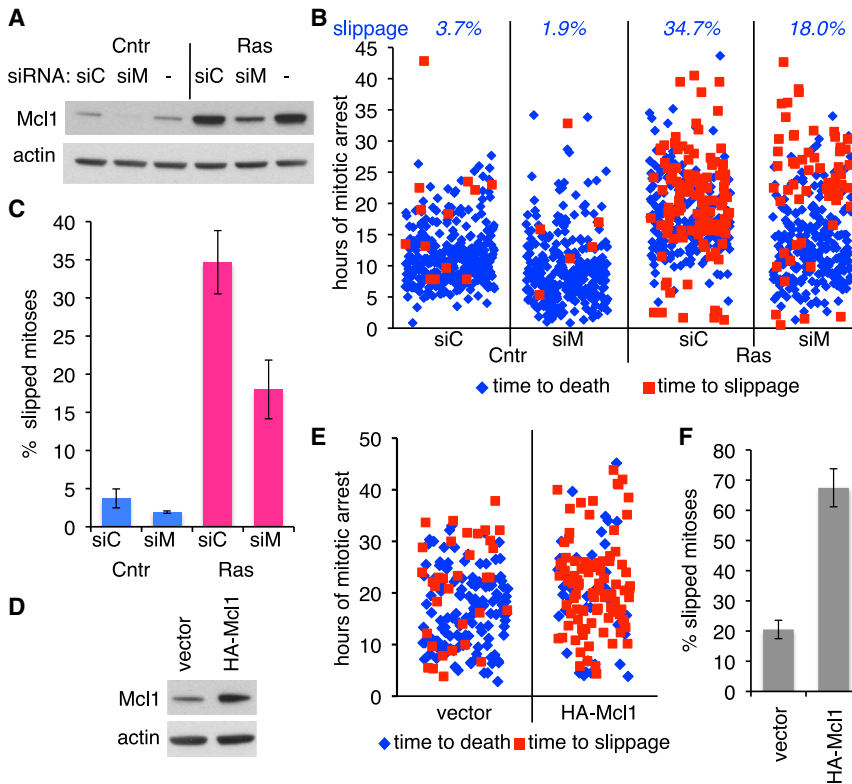 A
Cntr Ras
siRNA: siC siM - siC siM -
Mcl1
actin
B
slippage 3.7% 1.9% 34.7% 18.0%
hours of mitotic arrest
45
40
35
30
25
20
15
10
5
0
siC siM siC siM
Cntr Ras
time to death time to slippage
C
% slipped mitoses
40
35
30
25
20
15
10
5
0
siC siM siC siM
Cntr Ras
D
vector HA-Mcl1
Mcl1
actin
E
hours of mitotic arrest
50
40
30
20
10
0
vector HA-Mcl1
time to death time to slippage
F
% slipped mitoses
80
70
60
50
40
30
20
10
0
vector HA-Mcl1